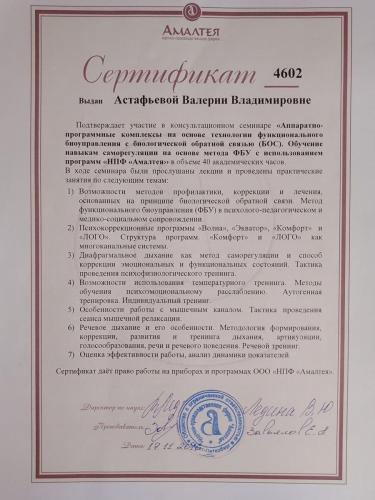 АМАЛТЕЯ
Сертификат 4602
Выдан Астафьевой Валерии Владимировне
Подтверждает участие в консультационном семинаре «Аппаратно-
программные комплексы на основе технологии функционального
биоуправления с биологической обратной связью (БОС). Обучение
навыкам саморегуляции на основе метода ФБУ с использованием
программ «НПФ «Амалтея») в объеме 40 академических часов.
В ходе семинара были прослушаны лекции и проведены практические
занятия по следующим темам:
1) Возможности методов профилактики, коррекции и лечения,
основанных на принципе биологической обратной связи. Метод
функционального биоуправления (ФБУ) в психолого-педагогическом и
медико-социальном сопровождении.
2) Психокоррекционные программы «Волна», «Экватор», «Комфорт» и
«ЛОГО». Структура программ «Комфорт» и «ЛОГО» как
многоканальные системы.
3) Диафрагмальное дыхание как метод саморегуляции и способ
коррекции эмоциональных и функциональных состояний. Тактика
проведения психофизиологического тренинга.
4) Возможности использования температурного тренинга. Методы
обучения психоэмоциональному расслаблению. Аутогенная
тренировка. Индивидуальный тренинг.
5) Особенности работы с мышечным каналом. Тактика проведения
сеанса мышечной релаксации.
6) Речевое дыхание и его особенности. Методология формирования,
коррекции, развития и тренинга дыхания, артикуляции,
голосообразования, речи и речевого поведения. Речевой тренинг.
7) Оценка эффективности работы, анализ динамики показателей.
Сертификат даёт право работы на приборах и программах ООО «НПФ «Амалтея».
Директор по науке:
Преподаватель:
Дата: